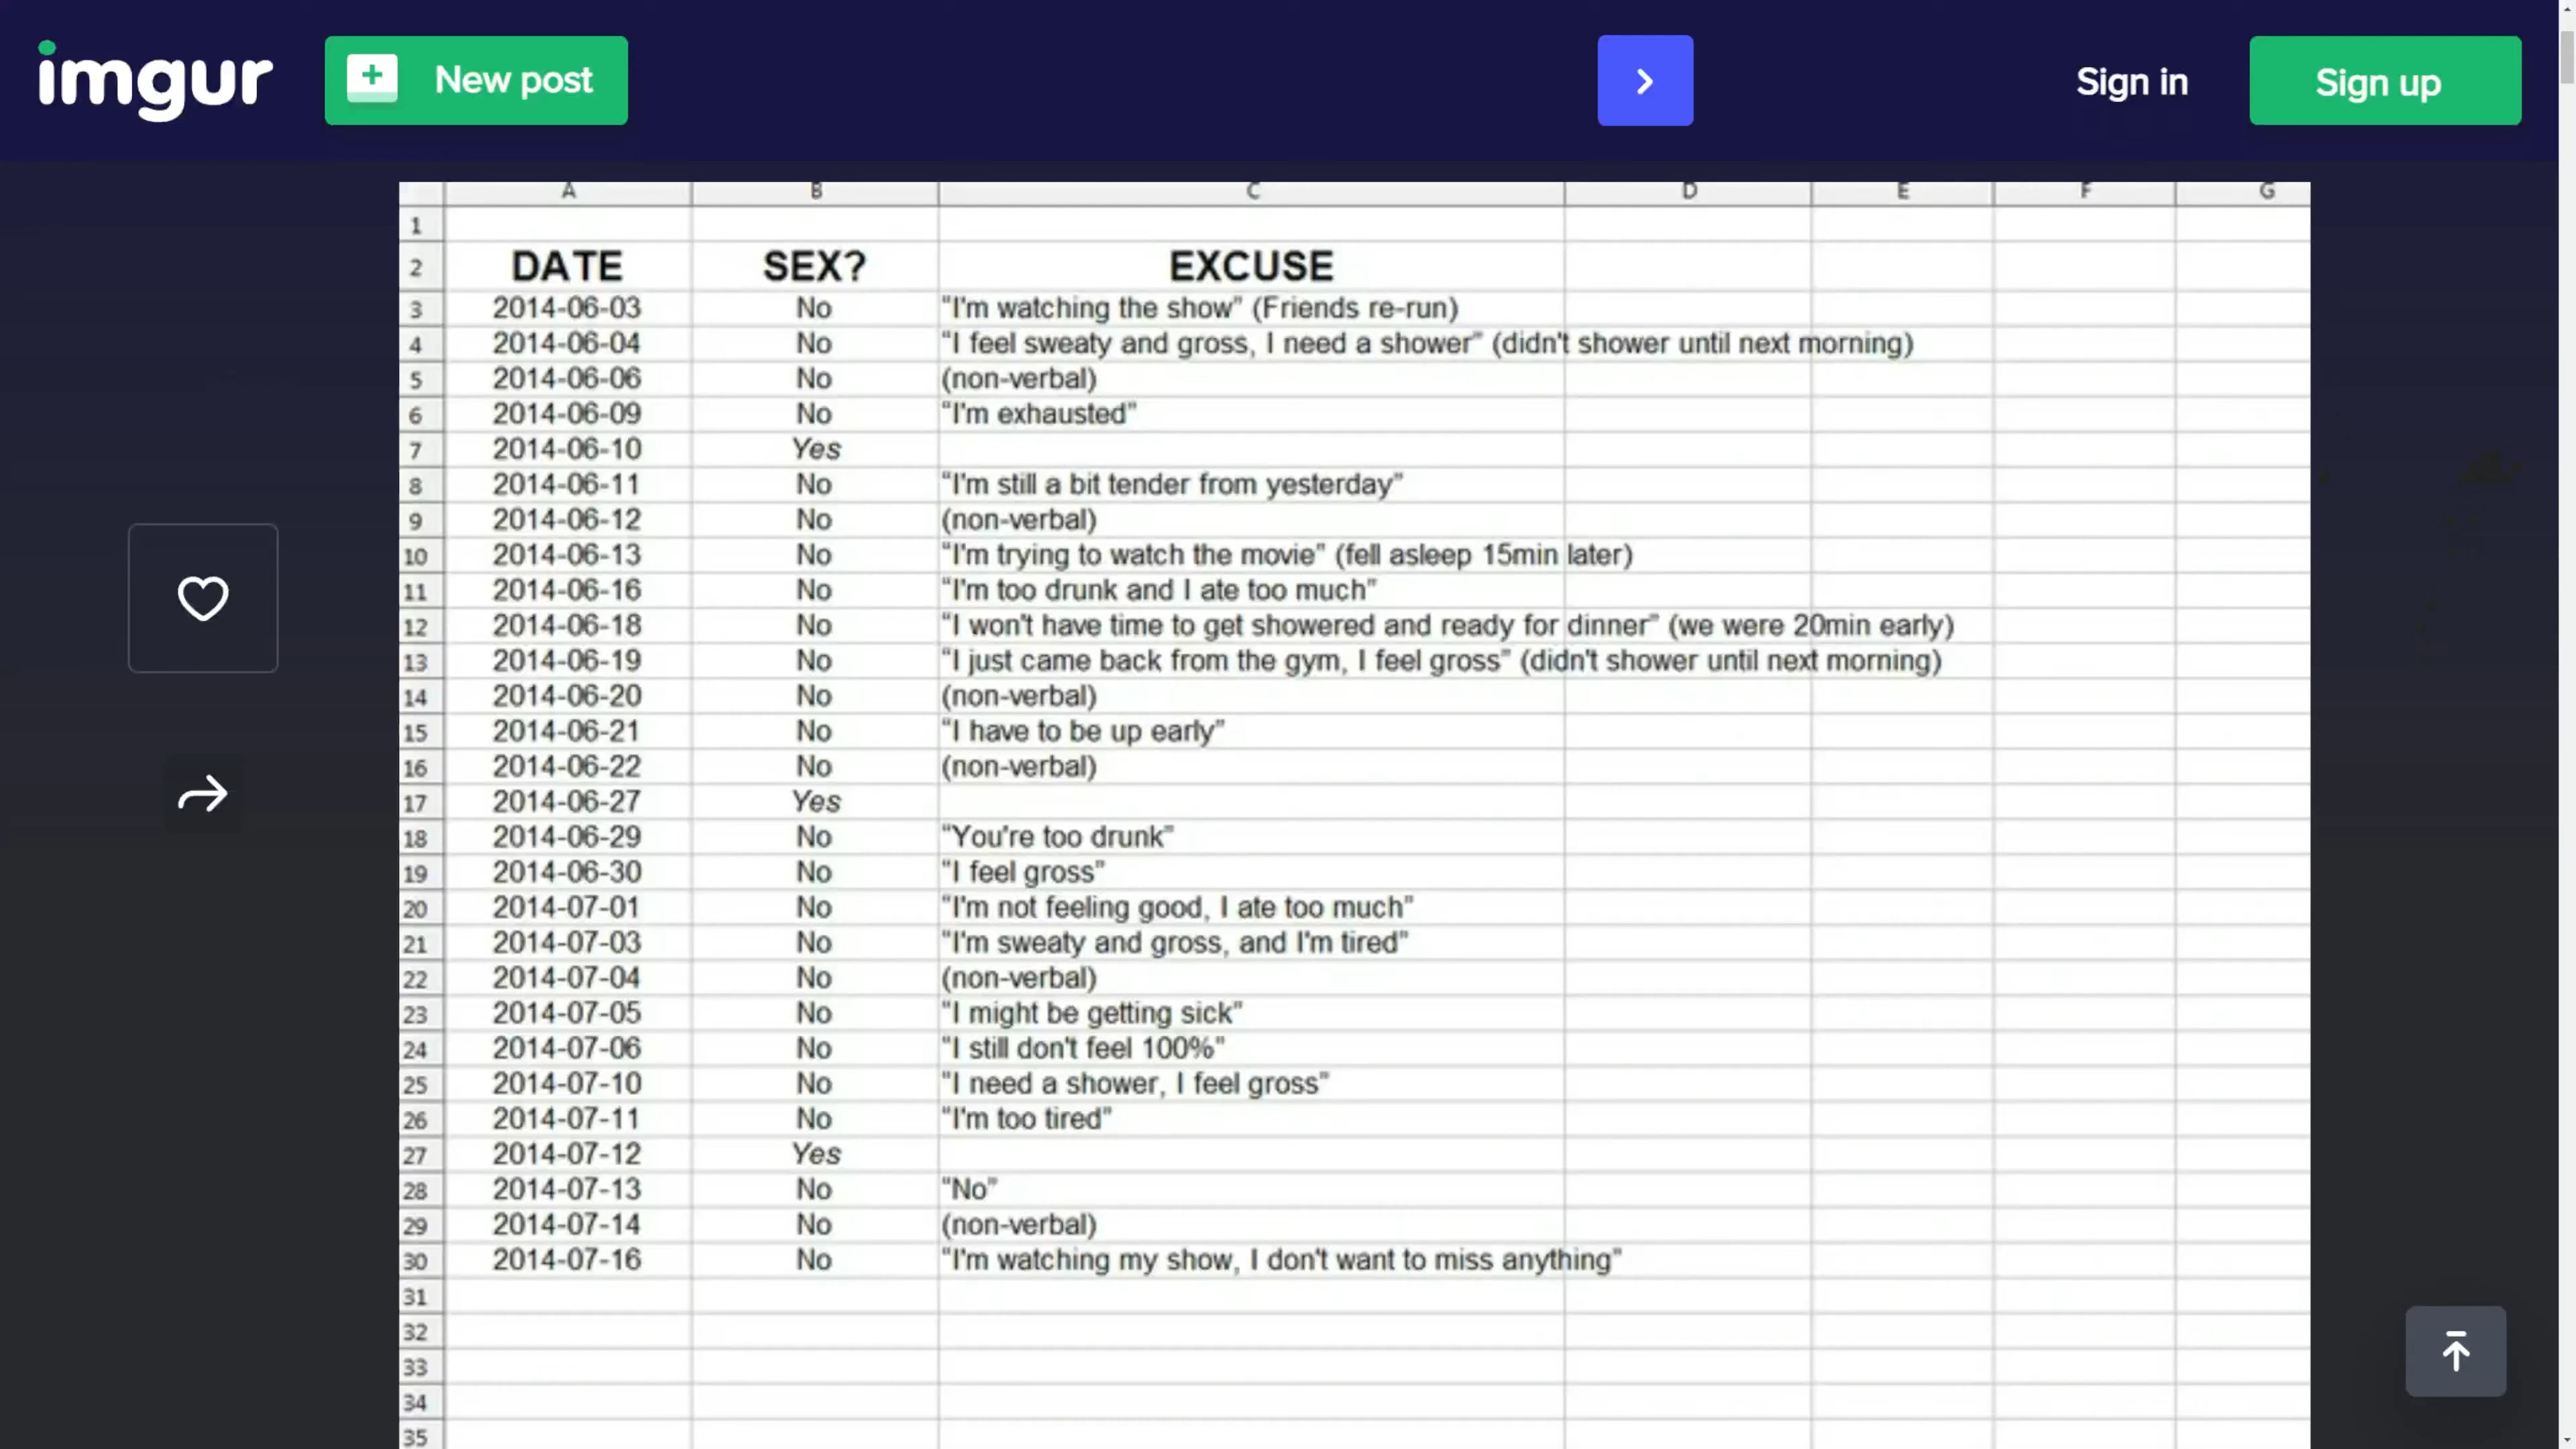 imgur
New post
Sign in
Sign up
A B C D E F G
1
2 DATE SEX? EXCUSE
3 2014-06-03 No “I'm watching the show” (Friends re-run)
4 2014-06-04 No “I feel sweaty and gross, I need a shower” (didn't shower until next morning)
5 2014-06-06 No (non-verbal)
6 2014-06-09 No “I'm exhausted”
7 2014-06-10 Yes
8 2014-06-11 No “I'm still a bit tender from yesterday”
9 2014-06-12 No (non-verbal)
10 2014-06-13 No “I'm trying to watch the movie” (fell asleep 15min later)
11 2014-06-16 No “I'm too drunk and I ate too much”
12 2014-06-18 No “I won't have time to get showered and ready for dinner” (we were 20min early)
13 2014-06-19 No “I just came back from the gym, I feel gross” (didn't shower until next morning)
14 2014-06-20 No (non-verbal)
15 2014-06-21 No “I have to be up early”
16 2014-06-22 No (non-verbal)
17 2014-06-27 Yes
18 2014-06-29 No “You're too drunk”
19 2014-06-30 No “I feel gross”
20 2014-07-01 No “I'm not feeling good, I ate too much”
21 2014-07-03 No “I'm sweaty and gross, and I'm tired”
22 2014-07-04 No (non-verbal)
23 2014-07-05 No “I might be getting sick”
24 2014-07-06 No “I still don't feel 100%”
25 2014-07-10 No “I need a shower, I feel gross”
26 2014-07-11 No “I'm too tired”
27 2014-07-12 Yes
28 2014-07-13 No “No”
29 2014-07-14 No (non-verbal)
30 2014-07-16 No “I'm watching my show, I don't want to miss anything”
31
32
33
34
35